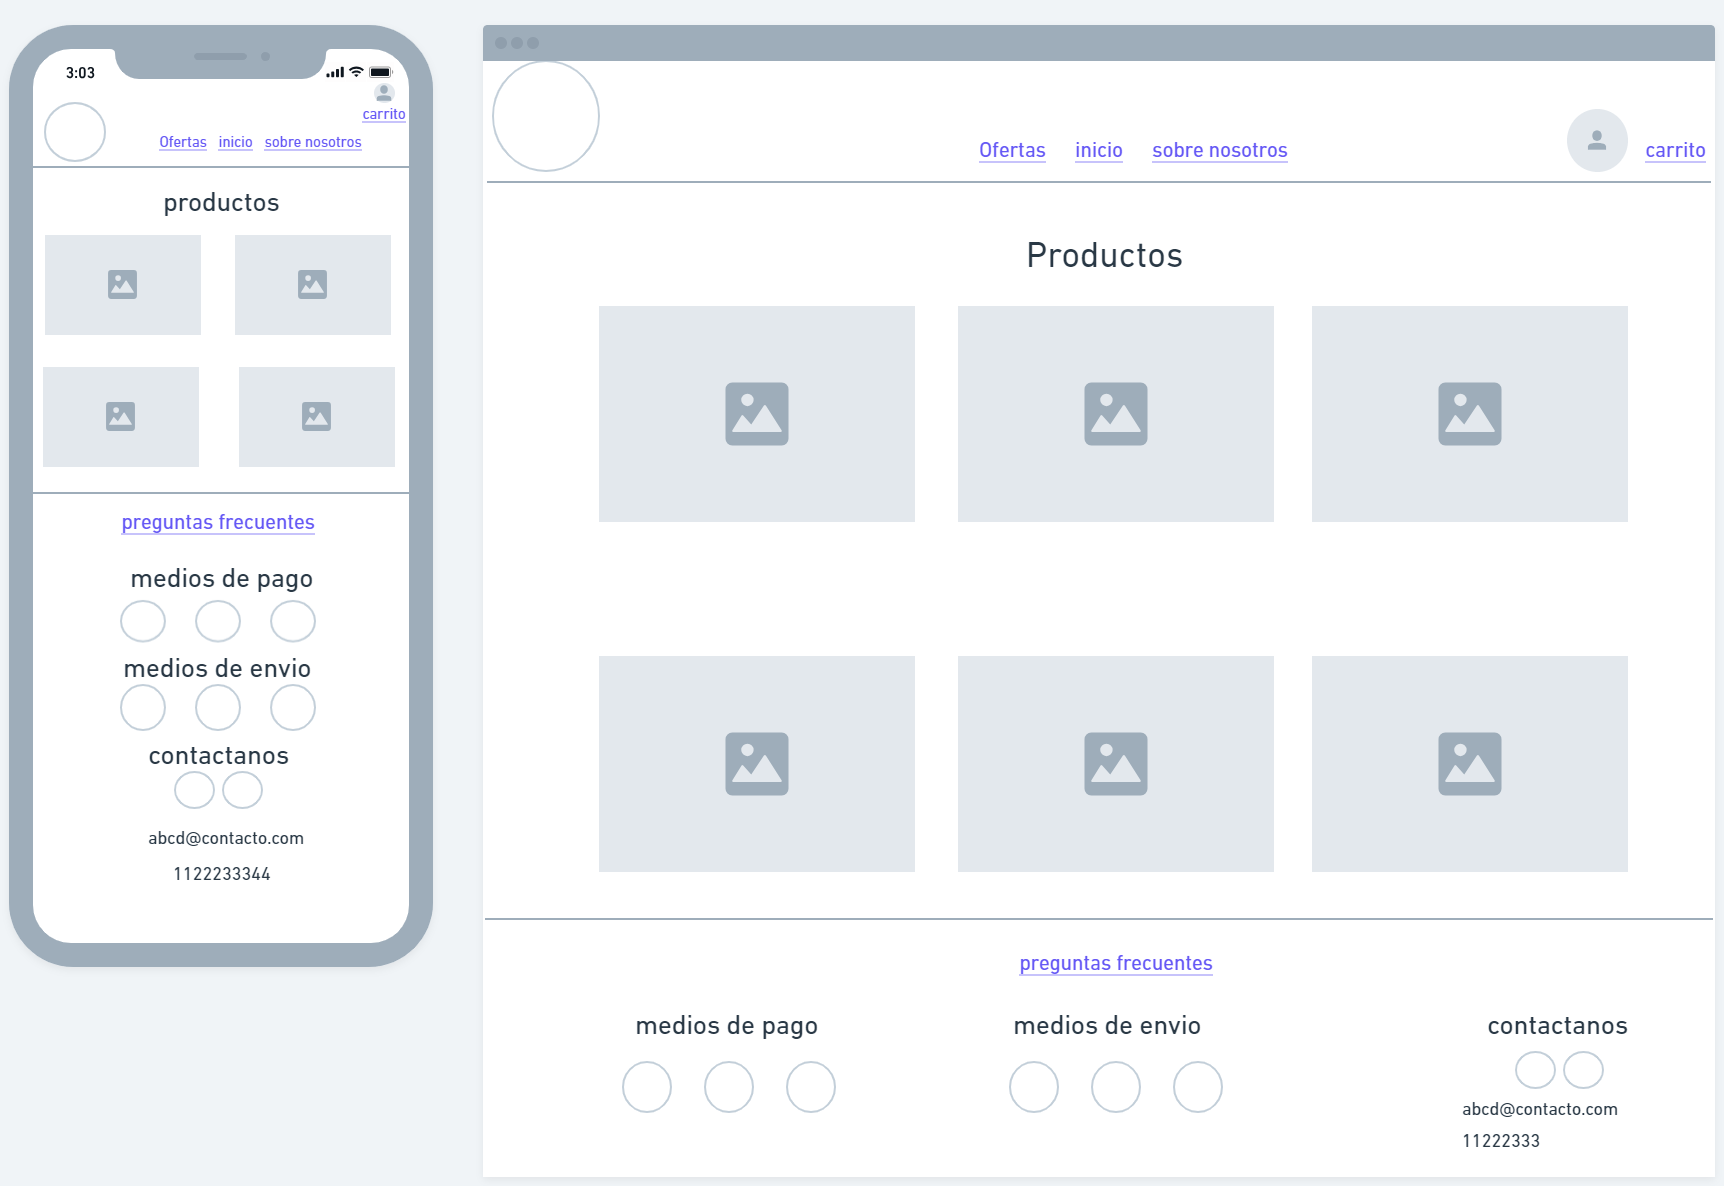 3:03
carrito
Ofertas inicio sobre nosotros
productos
preguntas frecuentes
medios de pago
medios de envio
contactanos
abcd@contacto.com
1122233344
Ofertas inicio sobre nosotros carrito
Productos
preguntas frecuentes
medios de pago
medios de envio
contactanos
abcd@contacto.com
11222333